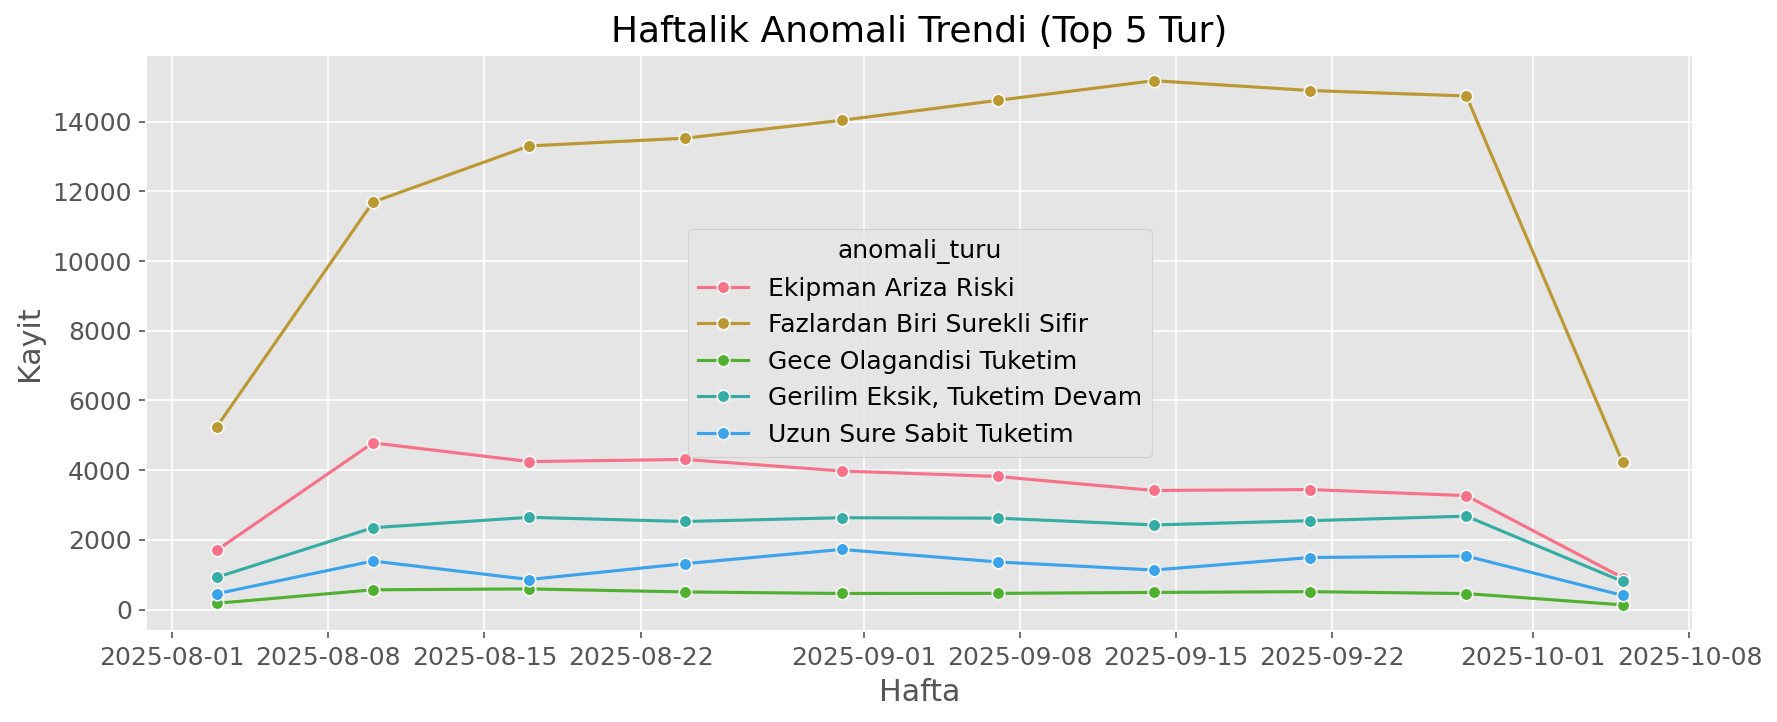 Haftalik Anomali Trendi (Top 5 Tur)
14000
12000
10000
8000
6000
4000
2000
0
Kayit
anomali_turu
Ekipman Ariza Riski
Fazlardan Biri Surekli Sifir
Gece Olagandisi Tuketim
Gerilim Eksik, Tuketim Devam
Uzun Sure Sabit Tuketim
2025-08-01 2025-08-08 2025-08-15 2025-08-22 2025-09-01 2025-09-08 2025-09-15 2025-09-22 2025-10-01 2025-10-08
Hafta